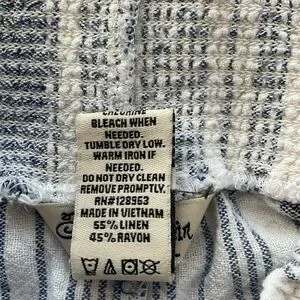 CHLORINE
BLEACH WHEN
NEEDED.
TUMBLE DRY LOW.
WARM IRON IF
NEEDED.
DO NOT DRY CLEAN
REMOVE PROMPTLY.
RN#128963
MADE IN VIETNAM
55% LINEN
45% RAYON